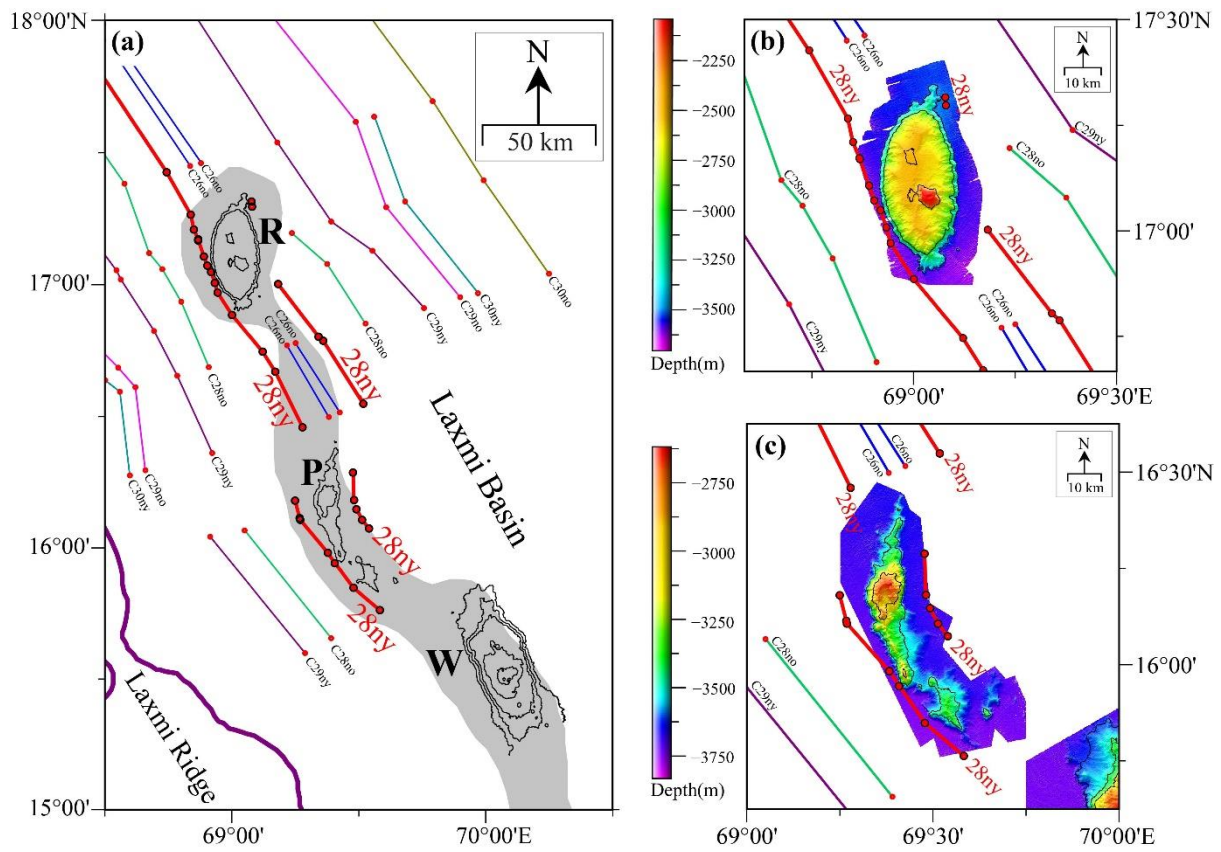 (a)
N
50 km
18°00'
17°00'
16°00'
15°00'
69°00'
70°00'
C26no
C26no
R
C30no
C30ny
C29no
C29ny
C28no
28ny
28ny
C26no
C26no
C28no
C29ny
C29no
C30ny
P
28ny
28ny
W
C28no
C29ny
Laxmi Basin
Laxmi Ridge
(b)
N
10 km
17°30'
17°00'
69°00'
69°30'
−2250
−2500
−2750
−3000
−3250
−3500
Depth(m)
C26no
C26no
28ny
C29ny
C28no
C28no
28ny
C29ny
C26no
C26no
(c)
N
10 km
16°30'
16°00'
69°00'
69°30'
70°00'
−2750
−3000
−3250
−3500
−3750
Depth(m)
C26no
C26no
28ny
28ny
28ny
28ny
C28no
C29ny